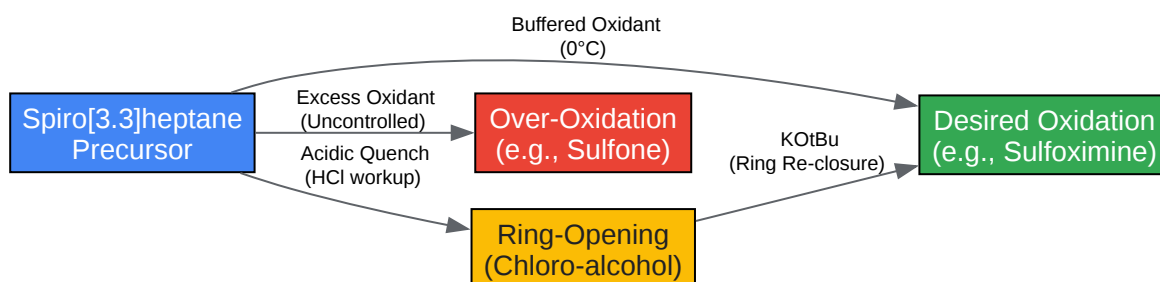 Buffered Oxidant
(0°C)
Spiro[3.3]heptane
Precursor
Excess Oxidant
(Uncontrolled)
Over-Oxidation
(e.g., Sulfone)
Desired Oxidation
(e.g., Sulfoximine)
Acidic Quench
(HCl workup)
KOtBu
(Ring Re-closure)
Ring-Opening
(Chloro-alcohol)